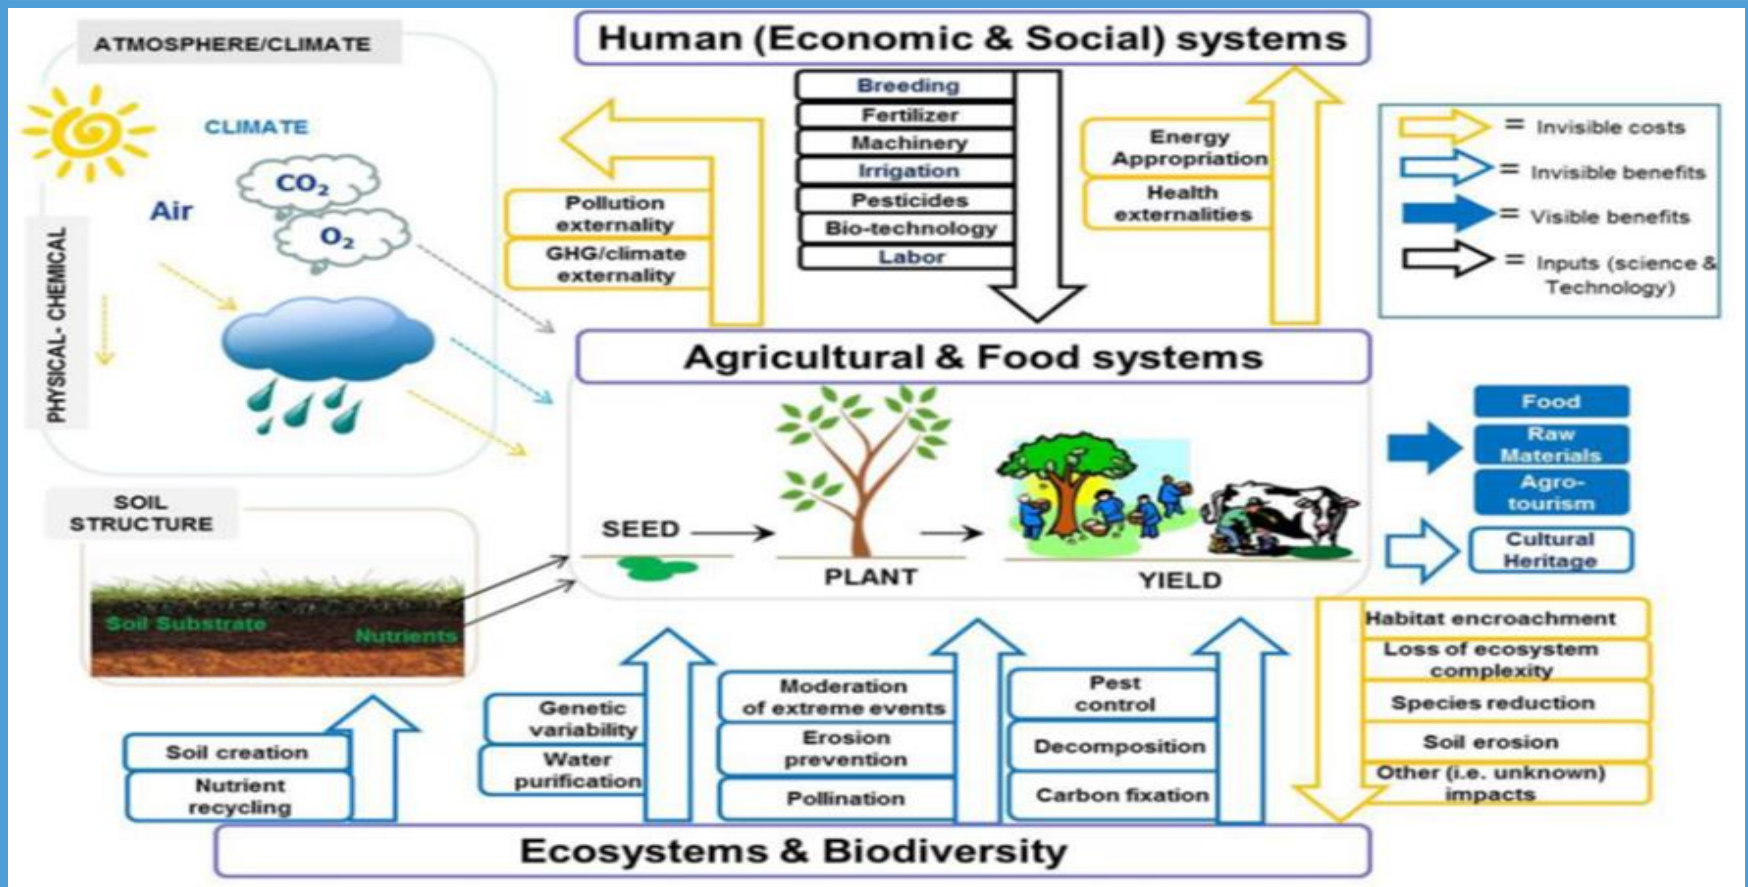 ATMOSPHERE/CLIMATE
CLIMATE
Air
CO₂
O₂
PHYSICAL- CHEMICAL
SOIL
STRUCTURE
Soil Substrate
Nutrients
Human (Economic & Social) systems
Breeding
Fertilizer
Machinery
Irrigation
Pesticides
Bio-technology
Labor
Pollution
externality
GHG/climate
externality
Energy
Appropriation
Health
externalities
= Invisible costs
= Invisible benefits
= Visible benefits
= Inputs (science &
Technology)
Agricultural & Food systems
SEED
PLANT
YIELD
Food
Raw
Materials
Agro-
tourism
Cultural
Heritage
Habitat encroachment
Loss of ecosystem
complexity
Species reduction
Soil erosion
Other (i.e. unknown)
impacts
Soil creation
Nutrient
recycling
Genetic
variability
Water
purification
Moderation
of extreme events
Erosion
prevention
Pollination
Pest
control
Decomposition
Carbon fixation
Ecosystems & Biodiversity